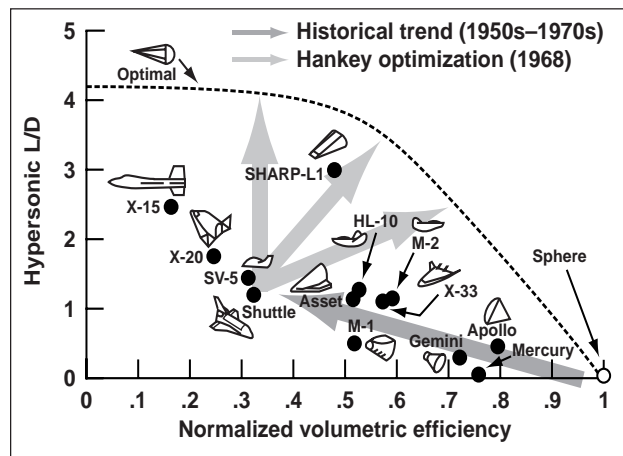 Historical trend (1950s–1970s)
Hankey optimization (1968)
Hypersonic L/D
5
4
3
2
1
0
Optimal
SHARP-L1
X-15
HL-10
M-2
X-20
Sphere
SV-5
Shuttle
Asset
X-33
M-1
Gemini
Apollo
Mercury
0 .1 .2 .3 .4 .5 .6 .7 .8 .9 1
Normalized volumetric efficiency